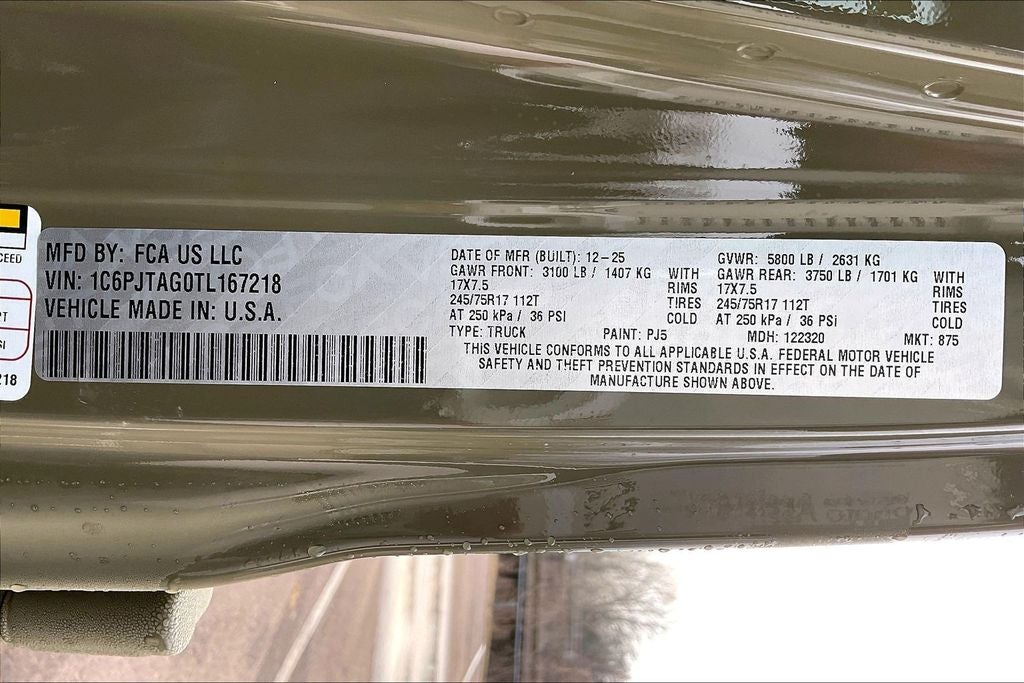 CEED
RT
SI
218
MFD BY: FCA US LLC
VIN: 1C6PJTAG0TL167218
VEHICLE MADE IN: U.S.A.
DATE OF MFR (BUILT): 12-25
GVWR: 5800 LB / 2631 KG
GAWR FRONT: 3100 LB / 1407 KG WITH
17X7.5 RIMS
245/75R17 112T TIRES
AT 250 kPa / 36 PSi COLD
GAWR REAR: 3750 LB / 1701 KG WITH
17X7.5 RIMS
245/75R17 112T TIRES
AT 250 kPa / 36 PSi COLD
TYPE: TRUCK PAINT: PJ5 MDH: 122320 MKT: 875
THIS VEHICLE CONFORMS TO ALL APPLICABLE U.S.A. FEDERAL MOTOR VEHICLE
SAFETY AND THEFT PREVENTION STANDARDS IN EFFECT ON THE DATE OF
MANUFACTURE SHOWN ABOVE.